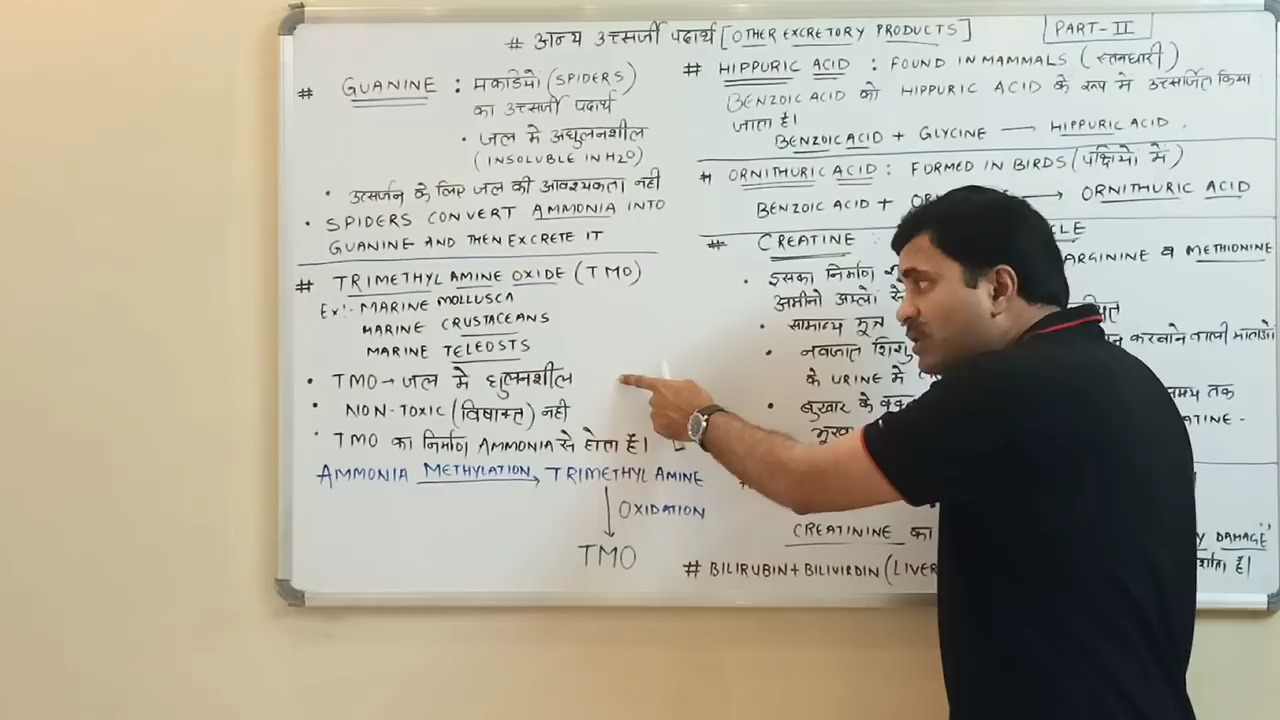 # अन्य उत्सर्जी पदार्थ [OTHER EXCRETORY PRODUCTS]
PART-II
# GUANINE : मकडियो (SPIDERS)
का उत्सर्जी पदार्थ
• जल मे अघुलनशील
(INSOLUBLE IN H2O)
• उत्सर्जन के लिए जल की आवश्यकता नही
• SPIDERS CONVERT AMMONIA INTO
GUANINE AND THEN EXCRETE IT
# TRIMETHYL AMINE OXIDE (TMO)
Ex:- MARINE MOLLUSCA
MARINE CRUSTACEANS
MARINE TELEOSTS
• TMO → जल मे घुलनशील
• NON-TOXIC (विषाक्त) नही
• TMO का निर्माण AMMONIA से होता है।
AMMONIA METHYLATION → TRIMETHYL AMINE
↓ OXIDATION
TMO
# HIPPURIC ACID : FOUND IN MAMMALS (स्तनधारी)
BENZOIC ACID को HIPPURIC ACID के रूप मे उत्सर्जित किया
जाता है।
BENZOIC ACID + GLYCINE — HIPPURIC ACID.
# ORNITHURIC ACID : FORMED IN BIRDS (पक्षियो मे)
BENZOIC ACID + → ORNITHURIC ACID
# CREATINE :
• इसका निर्माण ARGININE व METHIONINE
अमीनो अम्लो से
• सामान्य मूत्र
• नवजात शिशु करवाने वाली माताओ
के URINE मे
• बुखार के वक्त समय तक
भूख
CREATININE का DAMAGE"
# BILIRUBIN + BILIVIRDIN (LIVER है।